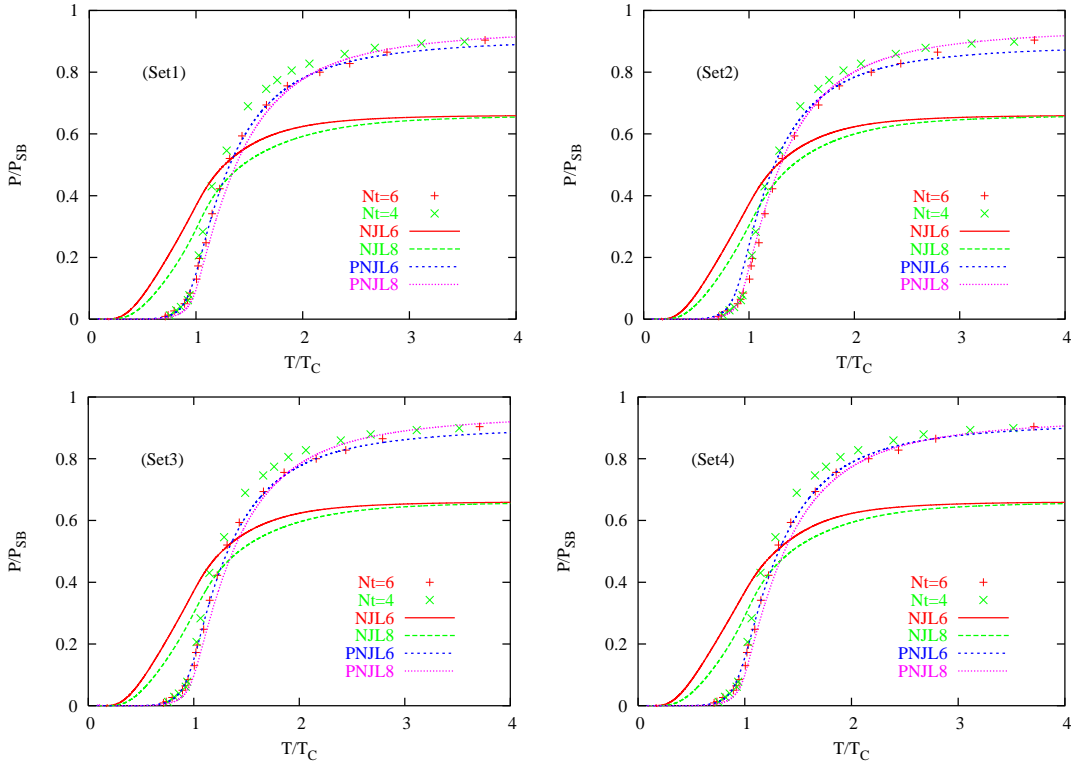 1
0.8
0.6
0.4
0.2
0
P/P_SB
(Set1)
Nt=6
Nt=4
NJL6
NJL8
PNJL6
PNJL8
0 1 2 3 4
T/T_C
1
0.8
0.6
0.4
0.2
0
P/P_SB
(Set2)
Nt=6
Nt=4
NJL6
NJL8
PNJL6
PNJL8
0 1 2 3 4
T/T_C
1
0.8
0.6
0.4
0.2
0
P/P_SB
(Set3)
Nt=6
Nt=4
NJL6
NJL8
PNJL6
PNJL8
0 1 2 3 4
T/T_C
1
0.8
0.6
0.4
0.2
0
P/P_SB
(Set4)
Nt=6
Nt=4
NJL6
NJL8
PNJL6
PNJL8
0 1 2 3 4
T/T_C